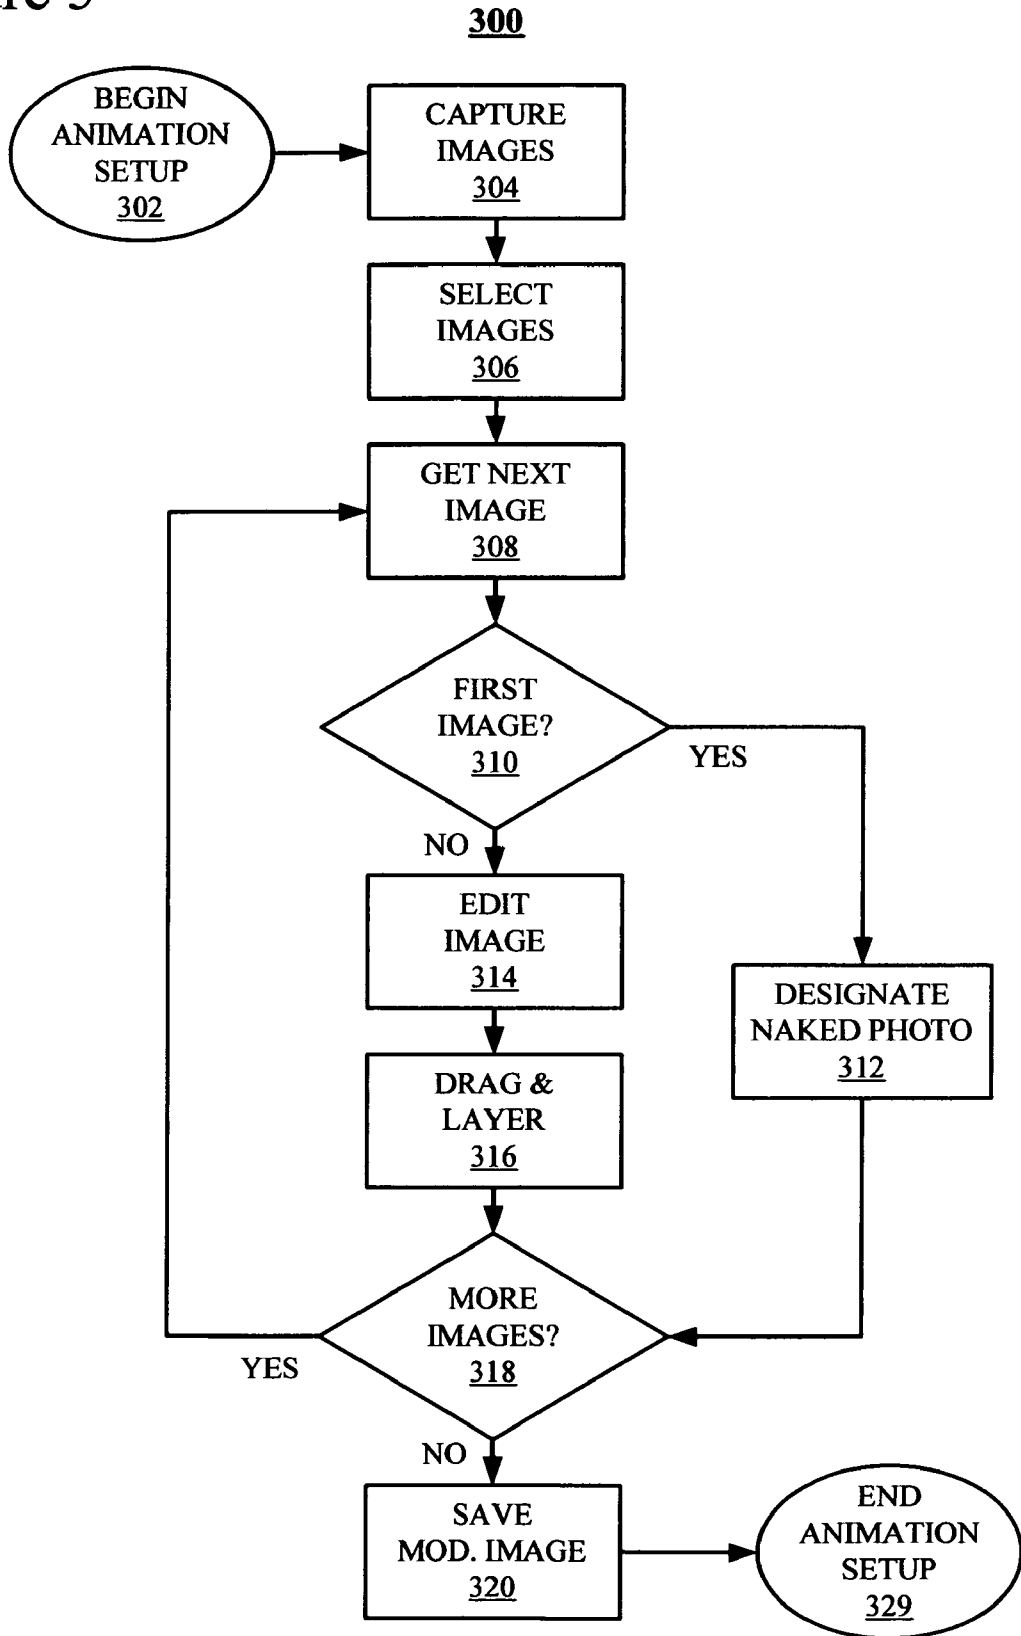 300
BEGIN
ANIMATION
SETUP
302
CAPTURE
IMAGES
304
SELECT
IMAGES
306
GET NEXT
IMAGE
308
FIRST
IMAGE?
310
YES
NO
EDIT
IMAGE
314
DESIGNATE
NAKED PHOTO
312
DRAG &
LAYER
316
MORE
IMAGES?
318
YES
NO
SAVE
MOD. IMAGE
320
END
ANIMATION
SETUP
329